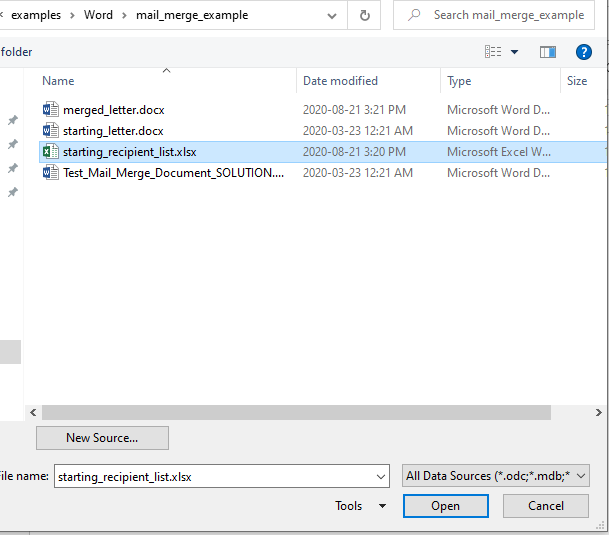 examples > Word > mail_merge_example
Search mail_merge_example
folder
Name Date modified Type Size
merged_letter.docx 2020-08-21 3:21 PM Microsoft Word D...
starting_letter.docx 2020-03-23 12:21 AM Microsoft Word D...
starting_recipient_list.xlsx 2020-08-21 3:20 PM Microsoft Excel W...
Test_Mail_Merge_Document_SOLUTION.... 2020-03-23 12:21 AM Microsoft Word D...
New Source...
File name: starting_recipient_list.xlsx All Data Sources (*.odc;*.mdb;*
Tools Open Cancel